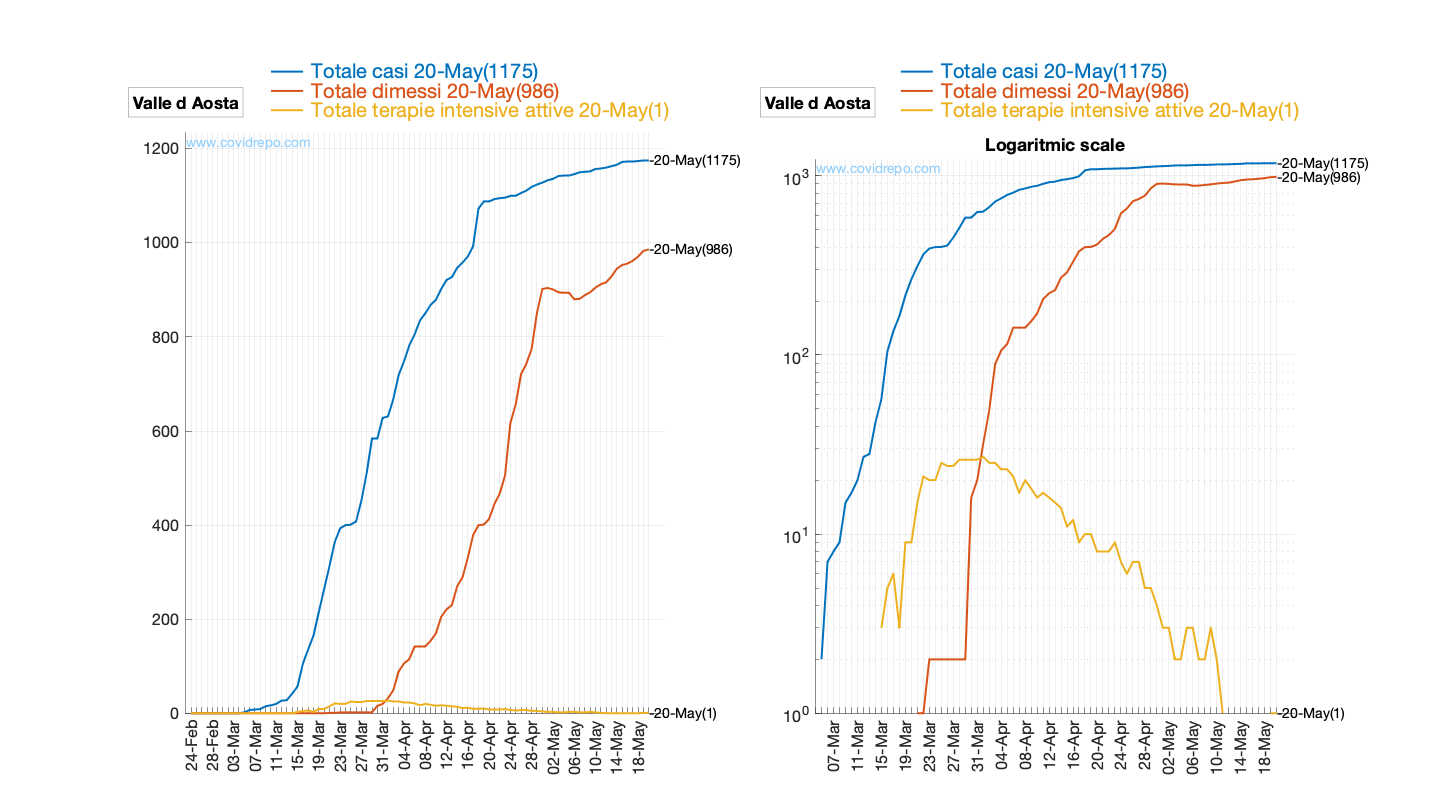 Totale casi 20-May(1175)
Totale dimessi 20-May(986)
Totale terapie intensive attive 20-May(1)
Valle d Aosta
www.covidrepo.com
1200
1000
800
600
400
200
0
-20-May(1175)
-20-May(986)
-20-May(1)
24-Feb
28-Feb
03-Mar
07-Mar
11-Mar
15-Mar
19-Mar
23-Mar
27-Mar
31-Mar
04-Apr
08-Apr
12-Apr
16-Apr
20-Apr
24-Apr
28-Apr
02-May
06-May
10-May
14-May
18-May
Totale casi 20-May(1175)
Totale dimessi 20-May(986)
Totale terapie intensive attive 20-May(1)
Valle d Aosta
Logaritmic scale
www.covidrepo.com
10³
10²
10¹
10⁰
-20-May(1175)
-20-May(986)
-20-May(1)
07-Mar
11-Mar
15-Mar
19-Mar
23-Mar
27-Mar
31-Mar
04-Apr
08-Apr
12-Apr
16-Apr
20-Apr
24-Apr
28-Apr
02-May
06-May
10-May
14-May
18-May